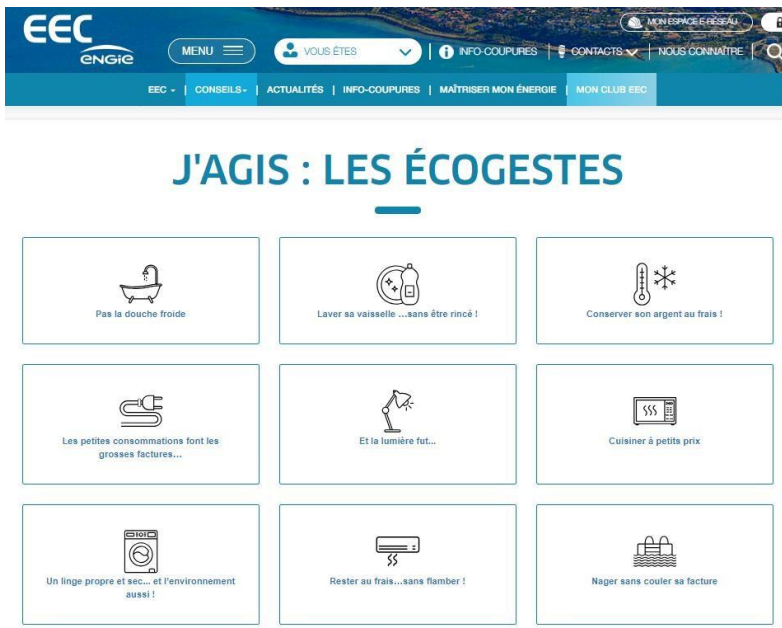 EEC
ENGIE
MON ESPACE E-RÉSEAU
MENU
VOUS ÊTES
INFO-COUPURES
CONTACTS
NOUS CONNAÎTRE
EEC
CONSEILS
ACTUALITÉS
INFO-COUPURES
MAÎTRISER MON ÉNERGIE
MON CLUB EEC
J'AGIS : LES ÉCOGESTES
Pas la douche froide
Laver sa vaisselle ...sans être rincé !
Conserver son argent au frais !
Les petites consommations font les
grosses factures...
Et la lumière fut...
Cuisiner à petits prix
Un linge propre et sec... et l'environnement
aussi !
Rester au frais...sans flamber !
Nager sans couler sa facture